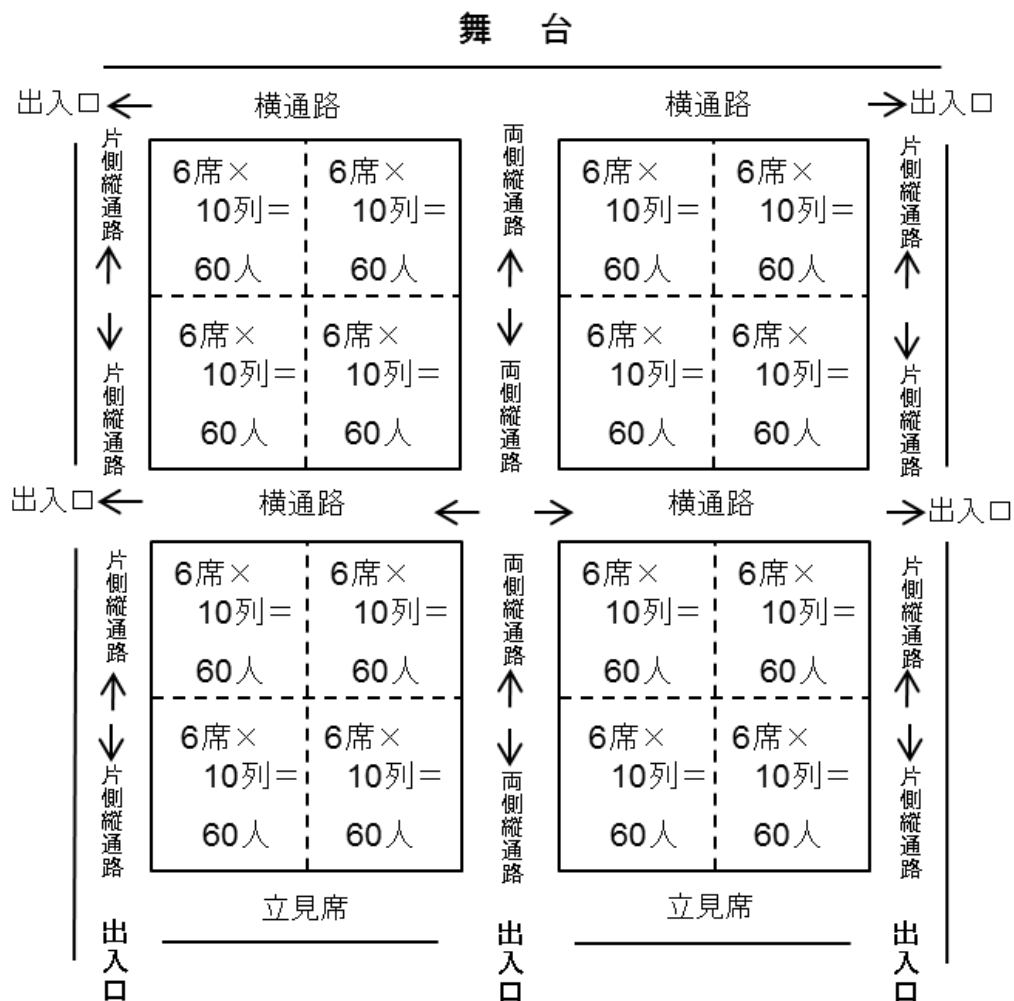 舞 台
出入口 横通路 横通路 出入口
片側縦通路 両側縦通路 片側縦通路
6席× 6席× 6席× 6席×
10列= 10列= 10列= 10列=
60人 60人 60人 60人
6席× 6席× 6席× 6席×
10列= 10列= 10列= 10列=
60人 60人 60人 60人
片側縦通路 両側縦通路 片側縦通路
出入口 横通路 横通路 出入口
片側縦通路 両側縦通路 片側縦通路
6席× 6席× 6席× 6席×
10列= 10列= 10列= 10列=
60人 60人 60人 60人
6席× 6席× 6席× 6席×
10列= 10列= 10列= 10列=
60人 60人 60人 60人
片側縦通路 両側縦通路 片側縦通路
立見席 立見席
出入口 出入口 出入口